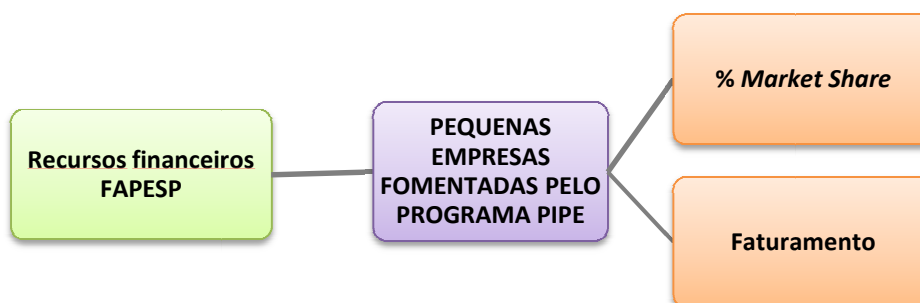 Recursos financeiros
FAPESP
PEQUENAS
EMPRESAS
FOMENTADAS PELO
PROGRAMA PIPE
% Market Share
Faturamento